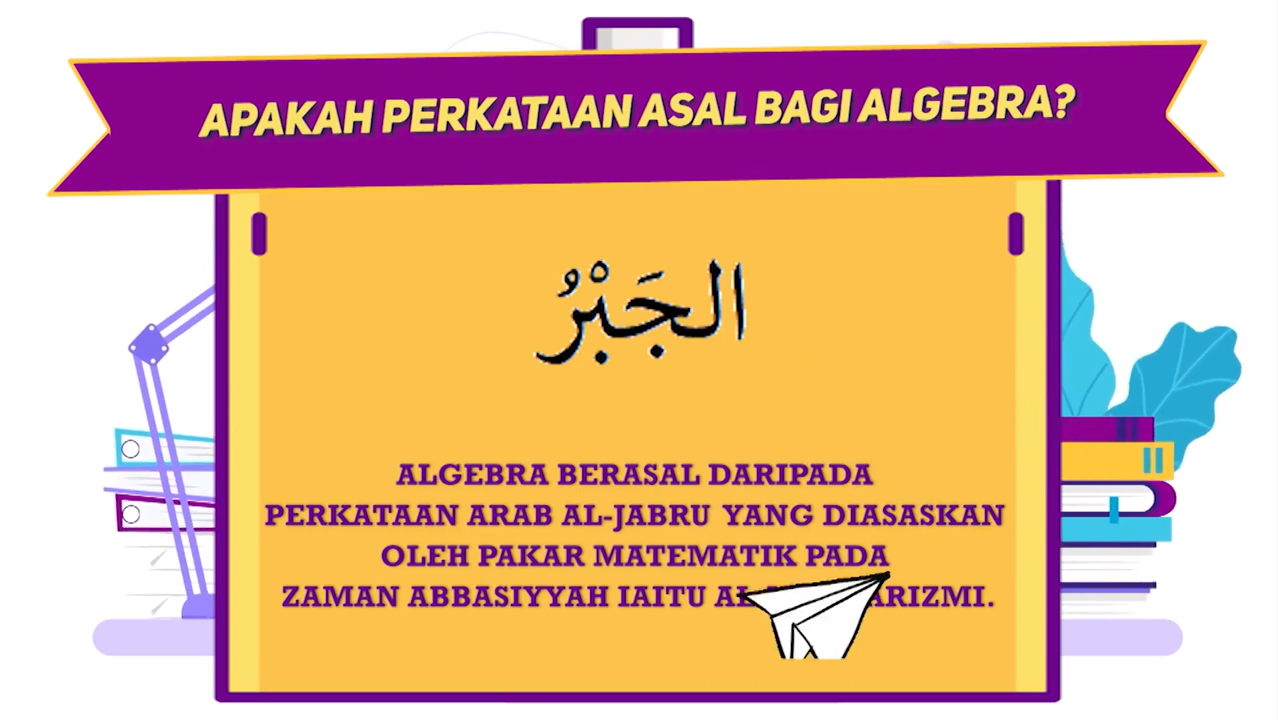 APAKAH PERKATAAN ASAL BAGI ALGEBRA?
الجَبْرُ
ALGEBRA BERASAL DARIPADA
PERKATAAN ARAB AL-JABRU YANG DIASASKAN
OLEH PAKAR MATEMATIK PADA
ZAMAN ABBASIYYAH IAITU